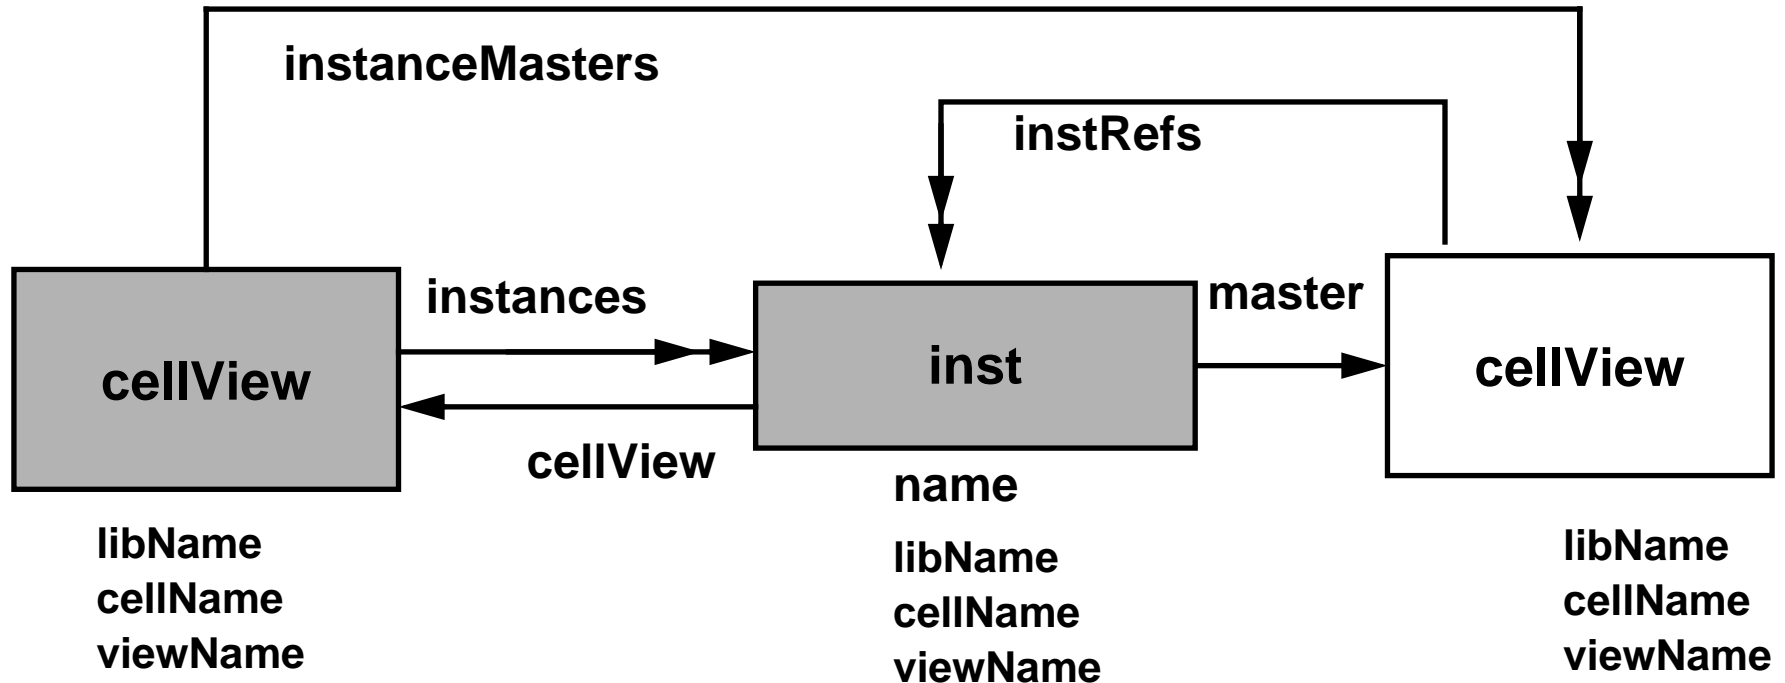 instanceMasters
instRefs
instances
master
cellView
inst
cellView
cellView
name
libName
cellName
viewName
libName
cellName
viewName
libName
cellName
viewName